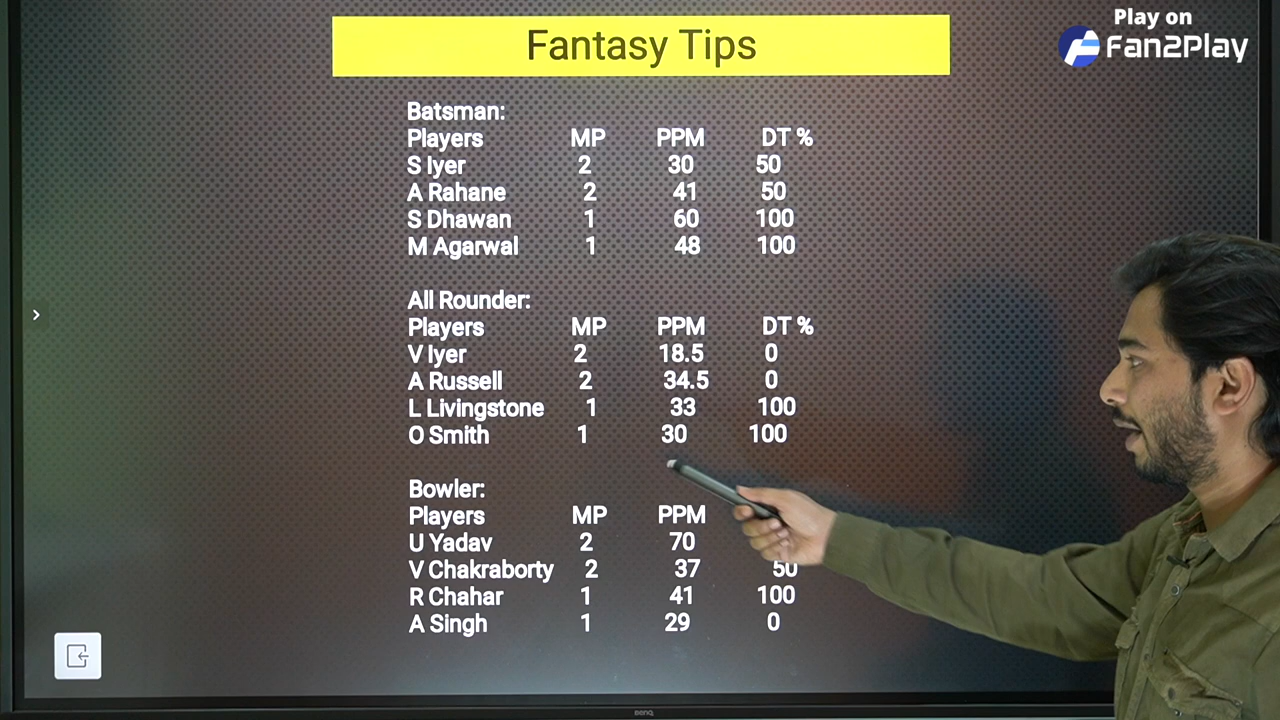 Play on
Fan2Play
Fantasy Tips
Batsman:
Players MP PPM DT %
S Iyer 2 30 50
A Rahane 2 41 50
S Dhawan 1 60 100
M Agarwal 1 48 100
All Rounder:
Players MP PPM DT %
V Iyer 2 18.5 0
A Russell 2 34.5 0
L Livingstone 1 33 100
O Smith 1 30 100
Bowler:
Players MP PPM
U Yadav 2 70
V Chakraborty 2 37 50
R Chahar 1 41 100
A Singh 1 29 0
BenQ